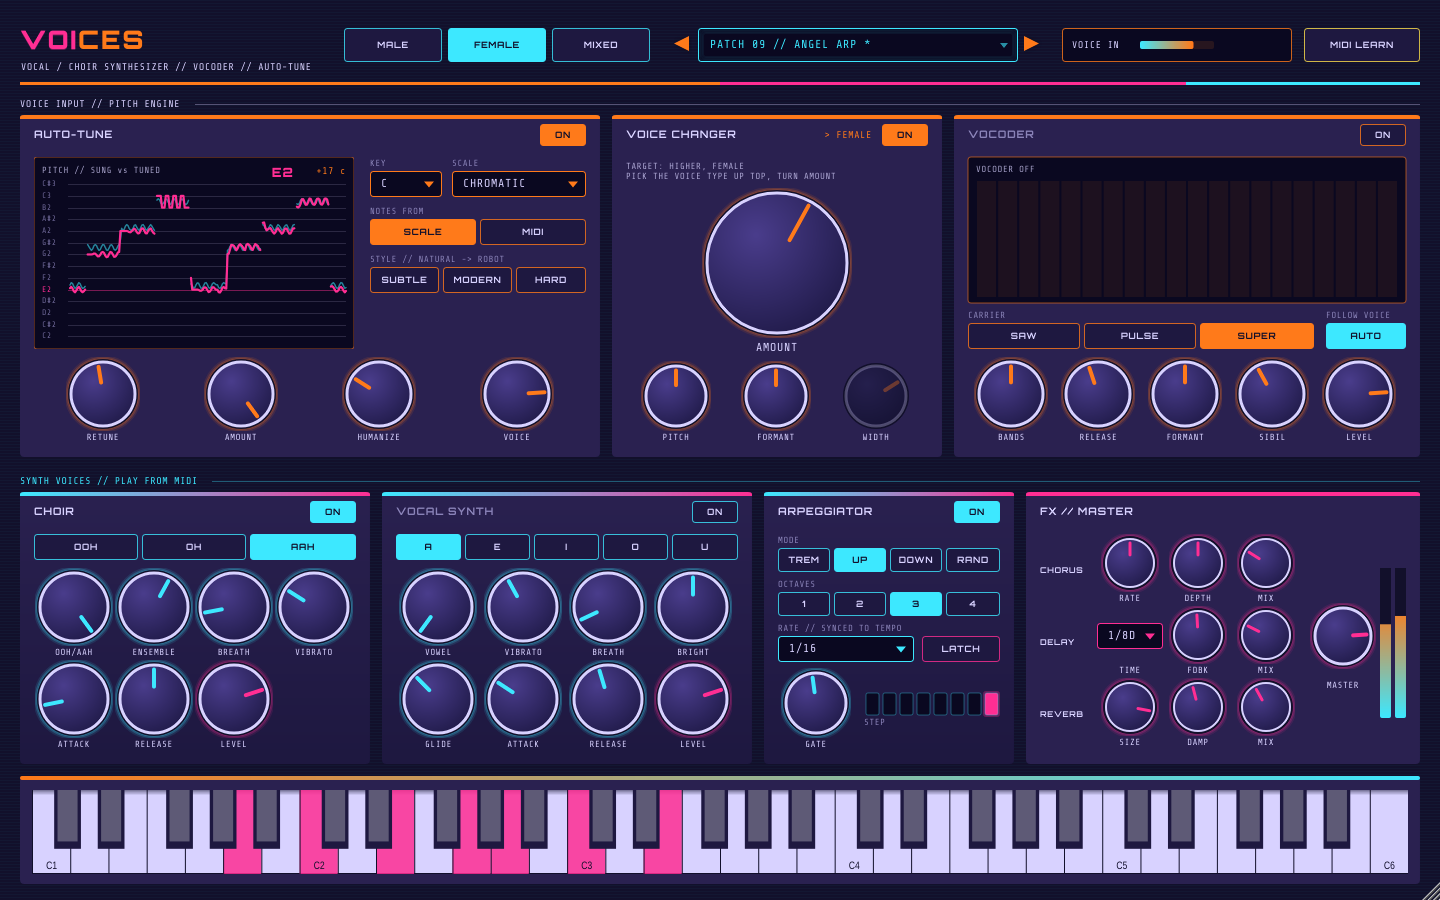 VOICES
MALE
FEMALE
MIXED
PATCH 09 // ANGEL ARP *
VOICE IN
MIDI LEARN
VOCAL / CHOIR SYNTHESIZER // VOCODER // AUTO-TUNE
VOICE INPUT // PITCH ENGINE
AUTO-TUNE
ON
PITCH // SUNG vs TUNED
E2
+17 c
C#3
C3
B2
A#2
A2
G#2
G2
F#2
F2
E2
D#2
D2
C#2
C2
KEY
SCALE
C
CHROMATIC
NOTES FROM
SCALE
MIDI
STYLE // NATURAL -> ROBOT
SUBTLE
MODERN
HARD
RETUNE
AMOUNT
HUMANIZE
VOICE
VOICE CHANGER
> FEMALE
ON
TARGET: HIGHER, FEMALE
PICK THE VOICE TYPE UP TOP, TURN AMOUNT
AMOUNT
PITCH
FORMANT
WIDTH
VOCODER
ON
VOCODER OFF
CARRIER
FOLLOW VOICE
SAW
PULSE
SUPER
AUTO
BANDS
RELEASE
FORMANT
SIBIL
LEVEL
SYNTH VOICES // PLAY FROM MIDI
CHOIR
ON
OOH
OH
AAH
OOH/AAH
ENSEMBLE
BREATH
VIBRATO
ATTACK
RELEASE
LEVEL
VOCAL SYNTH
ON
A
E
I
O
U
VOWEL
VIBRATO
BREATH
BRIGHT
GLIDE
ATTACK
RELEASE
LEVEL
ARPEGGIATOR
ON
MODE
TREM
UP
DOWN
RAND
OCTAVES
1
2
3
4
RATE // SYNCED TO TEMPO
1/16
LATCH
GATE
STEP
FX // MASTER
CHORUS
RATE
DEPTH
MIX
DELAY
1/8D
TIME
FDBK
MIX
MASTER
REVERB
SIZE
DAMP
MIX
C1
C2
C3
C4
C5
C6